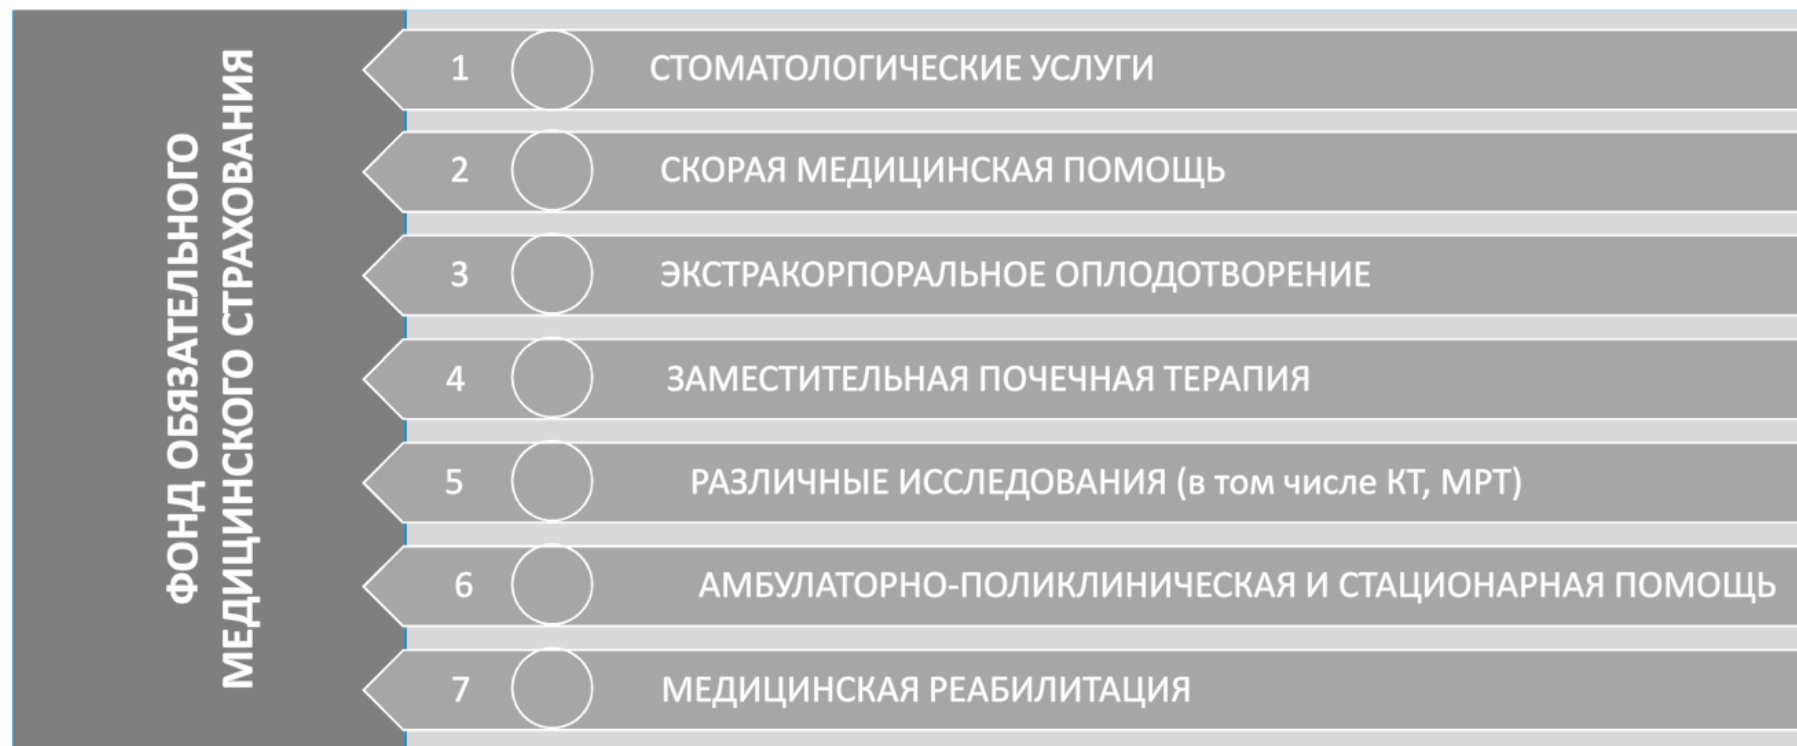 ФОНД ОБЯЗАТЕЛЬНОГО
МЕДИЦИНСКОГО СТРАХОВАНИЯ
1 СТОМАТОЛОГИЧЕСКИЕ УСЛУГИ
2 СКОРАЯ МЕДИЦИНСКАЯ ПОМОЩЬ
3 ЭКСТРАКОРПОРАЛЬНОЕ ОПЛОДОТВОРЕНИЕ
4 ЗАМЕСТИТЕЛЬНАЯ ПОЧЕЧНАЯ ТЕРАПИЯ
5 РАЗЛИЧНЫЕ ИССЛЕДОВАНИЯ (в том числе КТ, МРТ)
6 АМБУЛАТОРНО-ПОЛИКЛИНИЧЕСКАЯ И СТАЦИОНАРНАЯ ПОМОЩЬ
7 МЕДИЦИНСКАЯ РЕАБИЛИТАЦИЯ